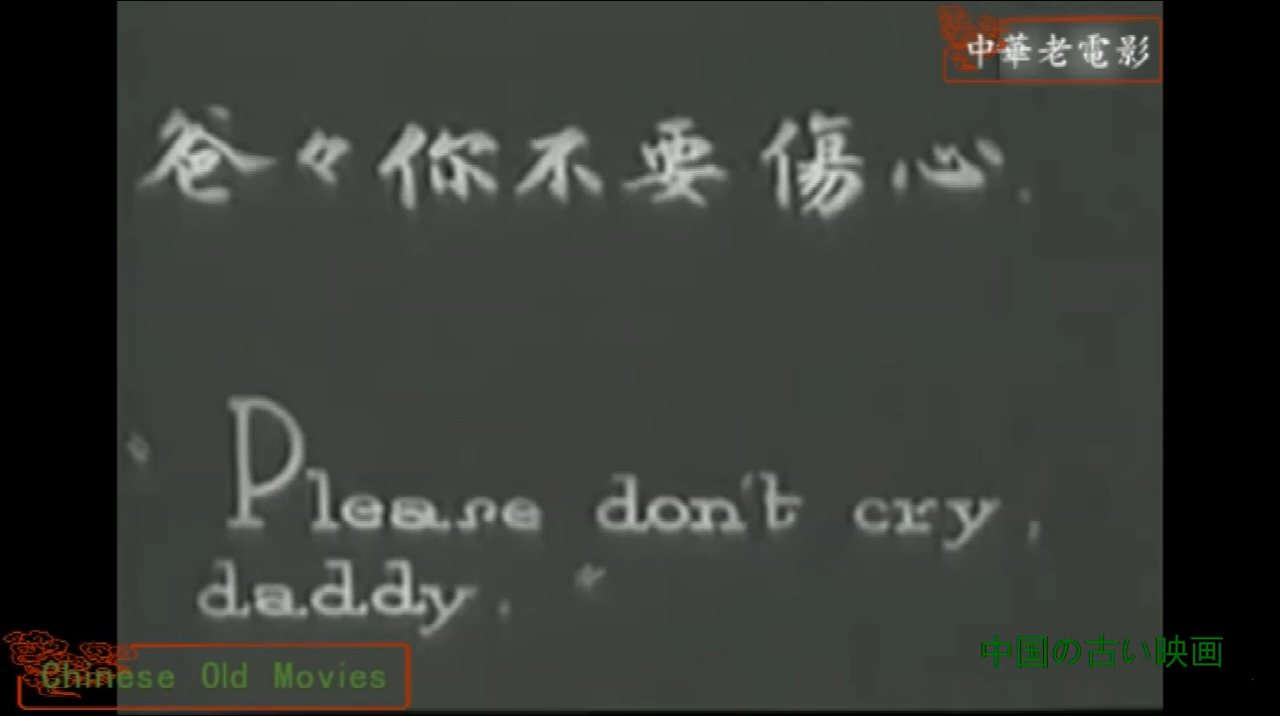 中華老電影
爸々你不要傷心.
"Please don't cry,
daddy."
中国の古い映画
Chinese Old Movies